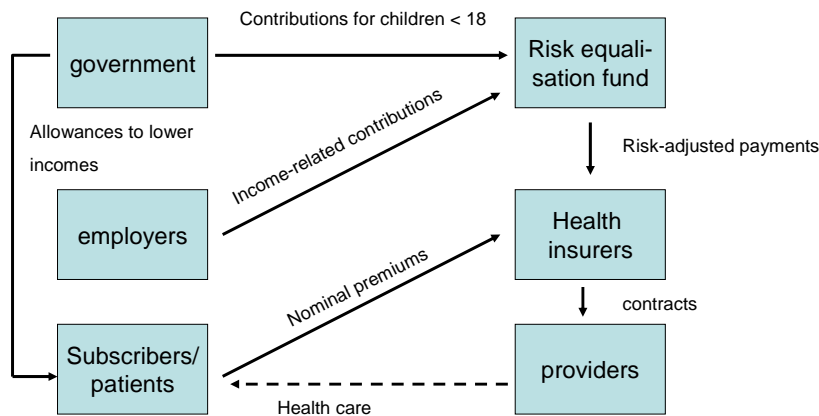 Contributions for children < 18
government
Risk equali-
sation fund
Allowances to lower
incomes
Income-related contributions
Risk-adjusted payments
employers
Health
insurers
Nominal premiums
contracts
Subscribers/
patients
providers
Health care